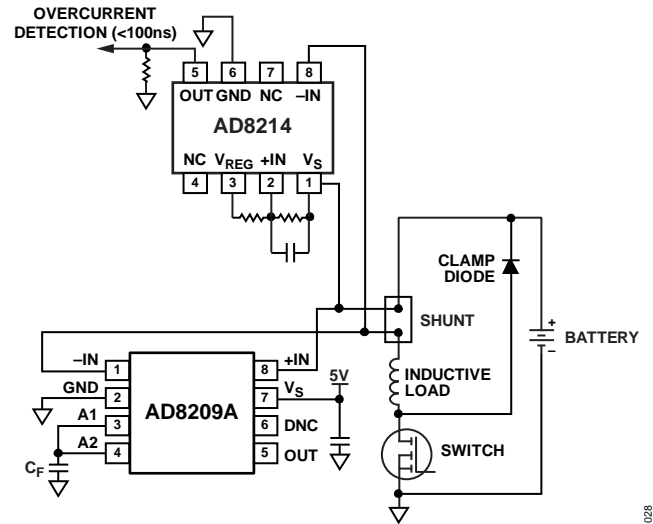 OVERCURRENT
DETECTION (<100ns)
5 6 7 8
OUT GND NC –IN
AD8214
NC VREG +IN VS
4 3 2 1
CLAMP
DIODE
SHUNT
+
BATTERY
–
–IN 1
8 +IN
GND 2
7 VS
5V
INDUCTIVE
LOAD
AD8209A
A1 3
6 DNC
A2 4
5 OUT
SWITCH
CF
028